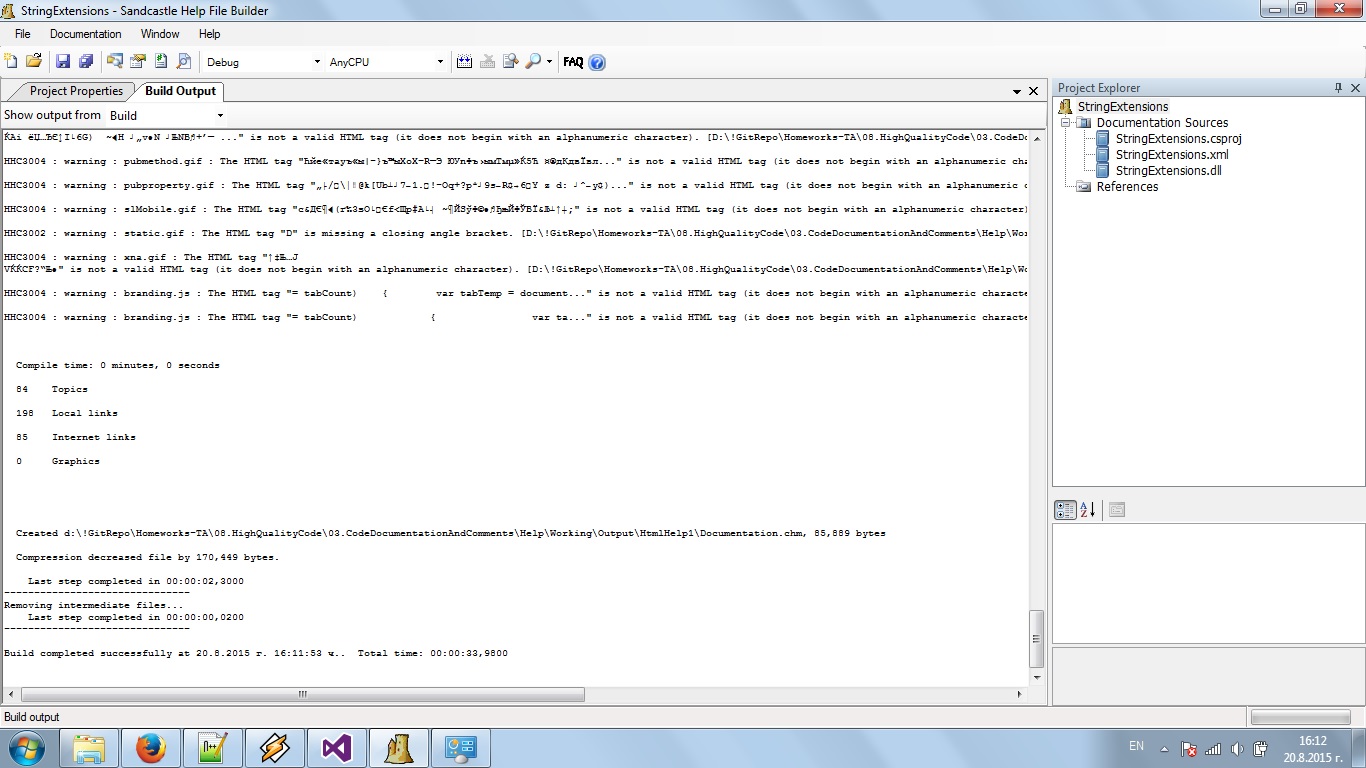 StringExtensions - Sandcastle Help File Builder
File Documentation Window Help
Debug AnyCPU FAQ
Project Properties Build Output
Show output from Build
..." is not a valid HTML tag (it does not begin with an alphanumeric character). [D:\!GitRepo\Homeworks-TA\08.HighQualityCode\03.CodeDo
HHC3004 : warning : pubmethod.gif : The HTML tag "..." is not a valid HTML tag (it does not begin with an alphanumeric cha
HHC3004 : warning : pubproperty.gif : The HTML tag "..." is not a valid HTML tag (it does not begin with an alphanumeric
HHC3004 : warning : slMobile.gif : The HTML tag " is not a valid HTML tag (it does not begin with an alphanumeric character)
HHC3002 : warning : static.gif : The HTML tag "D" is missing a closing angle bracket. [D:\!GitRepo\Homeworks-TA\08.HighQualityCode\03.CodeDocumentationAndComments\Help\Wor
HHC3004 : warning : xna.gif : The HTML tag "
" is not a valid HTML tag (it does not begin with an alphanumeric character). [D:\!GitRepo\Homeworks-TA\08.HighQualityCode\03.CodeDocumentationAndComments\Help\Wo
HHC3004 : warning : branding.js : The HTML tag "= tabCount) { var tabTemp = document..." is not a valid HTML tag (it does not begin with an alphanumeric characte
HHC3004 : warning : branding.js : The HTML tag "= tabCount) { var ta..." is not a valid HTML tag (it does not begin with an alphanumeric characte
Compile time: 0 minutes, 0 seconds
84 Topics
198 Local links
85 Internet links
0 Graphics
Created d:\!GitRepo\Homeworks-TA\08.HighQualityCode\03.CodeDocumentationAndComments\Help\Working\Output\HtmlHelp1\Documentation.chm, 85,889 bytes
Compression decreased file by 170,449 bytes.
Last step completed in 00:00:02,3000
-------------------------------
Removing intermediate files...
Last step completed in 00:00:00,0200
-------------------------------
Build completed successfully at 20.8.2015 г. 16:11:53 ч.. Total time: 00:00:33,9800
Project Explorer
StringExtensions
Documentation Sources
StringExtensions.csproj
StringExtensions.xml
StringExtensions.dll
References
Build output
EN
16:12
20.8.2015 г.